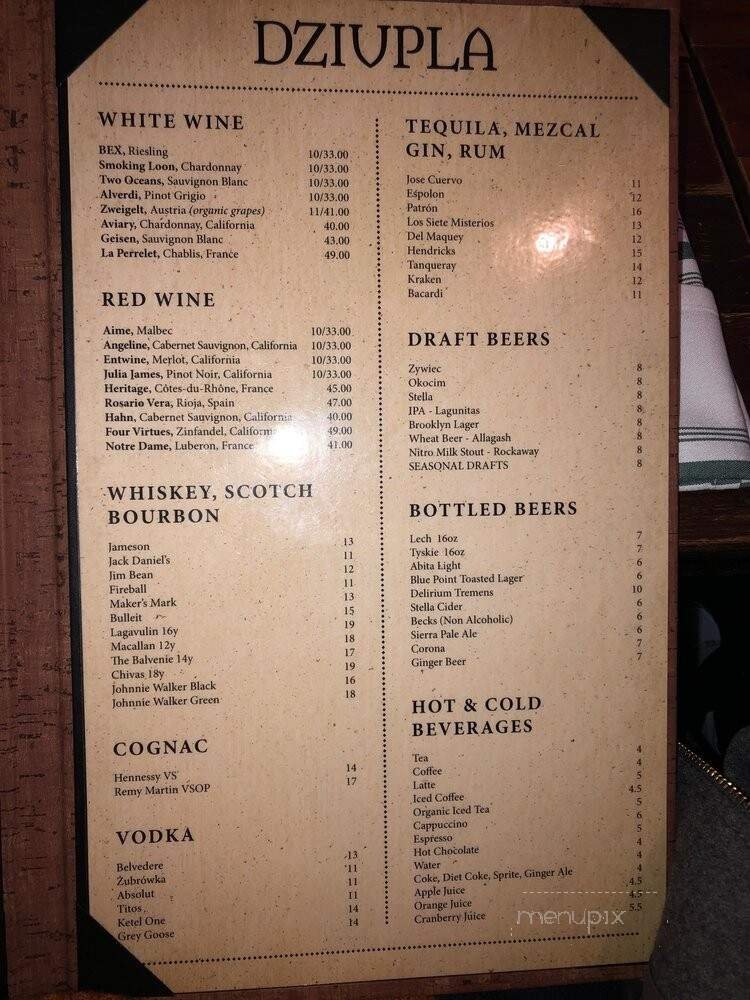 DZIUPLA
WHITE WINE
BEX, Riesling 10/33.00
Smoking Loon, Chardonnay 10/33.00
Two Oceans, Sauvignon Blanc 10/33.00
Alverdi, Pinot Grigio 10/33.00
Zweigelt, Austria (organic grapes) 11/41.00
Aviary, Chardonnay, California 40.00
Geisen, Sauvignon Blanc 43.00
La Perrelet, Chablis, France 49.00
RED WINE
Aime, Malbec 10/33.00
Angeline, Cabernet Sauvignon, California 10/33.00
Entwine, Merlot, California 10/33.00
Julia James, Pinot Noir, California 10/33.00
Heritage, Côtes-du-Rhône, France 45.00
Rosario Vera, Rioja, Spain 47.00
Hahn, Cabernet Sauvignon, California 40.00
Four Virtues, Zinfandel, California 49.00
Notre Dame, Luberon, France 41.00
WHISKEY, SCOTCH
BOURBON
Jameson 13
Jack Daniel's 11
Jim Bean 12
Fireball 11
Maker's Mark 13
Bulleit 15
Lagavulin 16y 19
Macallan 12y 18
The Balvenie 14y 17
Chivas 18y 19
Johnnie Walker Black 16
Johnnie Walker Green 18
COGNAC
Hennessy VS 14
Remy Martin VSOP 17
VODKA
Belvedere 13
Żubrówka 11
Absolut 11
Titos 11
Ketel One 14
Grey Goose 14
TEQUILA, MEZCAL
GIN, RUM
Jose Cuervo 11
Espolon 12
Patrón 16
Los Siete Misterios 13
Del Maquey 12
Hendricks 15
Tanqueray 14
Kraken 12
Bacardi 11
DRAFT BEERS
Zywiec 8
Okocim 8
Stella 8
IPA - Lagunitas 8
Brooklyn Lager 8
Wheat Beer - Allagash 8
Nitro Milk Stout - Rockaway 8
SEASONAL DRAFTS 8
BOTTLED BEERS
Lech 16oz 7
Tyskie 16oz 7
Abita Light 6
Blue Point Toasted Lager 6
Delirium Tremens 10
Stella Cider 6
Becks (Non Alcoholic) 6
Sierra Pale Ale 6
Corona 7
Ginger Beer 7
HOT & COLD
BEVERAGES
Tea 4
Coffee 4
Latte 5
Iced Coffee 4.5
Organic Iced Tea 5
Cappuccino 6
Espresso 5
Hot Chocolate 4
Water 4
Coke, Diet Coke, Sprite, Ginger Ale 4
Apple Juice 4.5
Orange Juice 4.5
Cranberry Juice 5.5
menupix